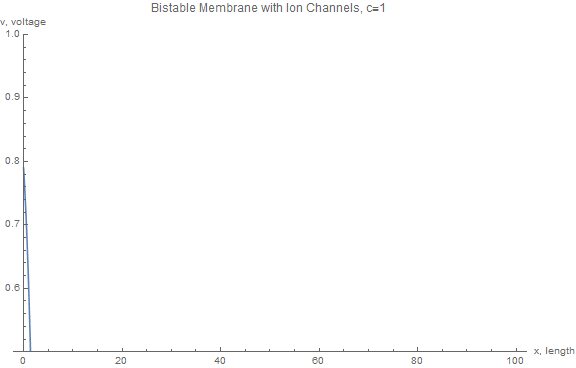 Bistable Membrane with Ion Channels, c=1
v, voltage
1.0
0.9
0.8
0.7
0.6
0 20 40 60 80 100
x, length